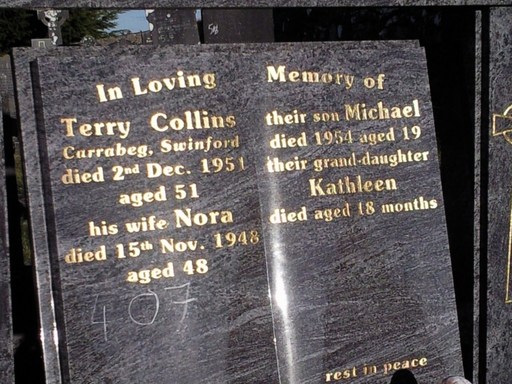 In Loving Memory of
Terry Collins
Carrabeg, Swinford
died 2nd Dec. 1951
aged 51
his wife Nora
died 15th Nov. 1948
aged 48
407
their son Michael
died 1954 aged 19
their grand-daughter
Kathleen
died aged 18 months
rest in peace